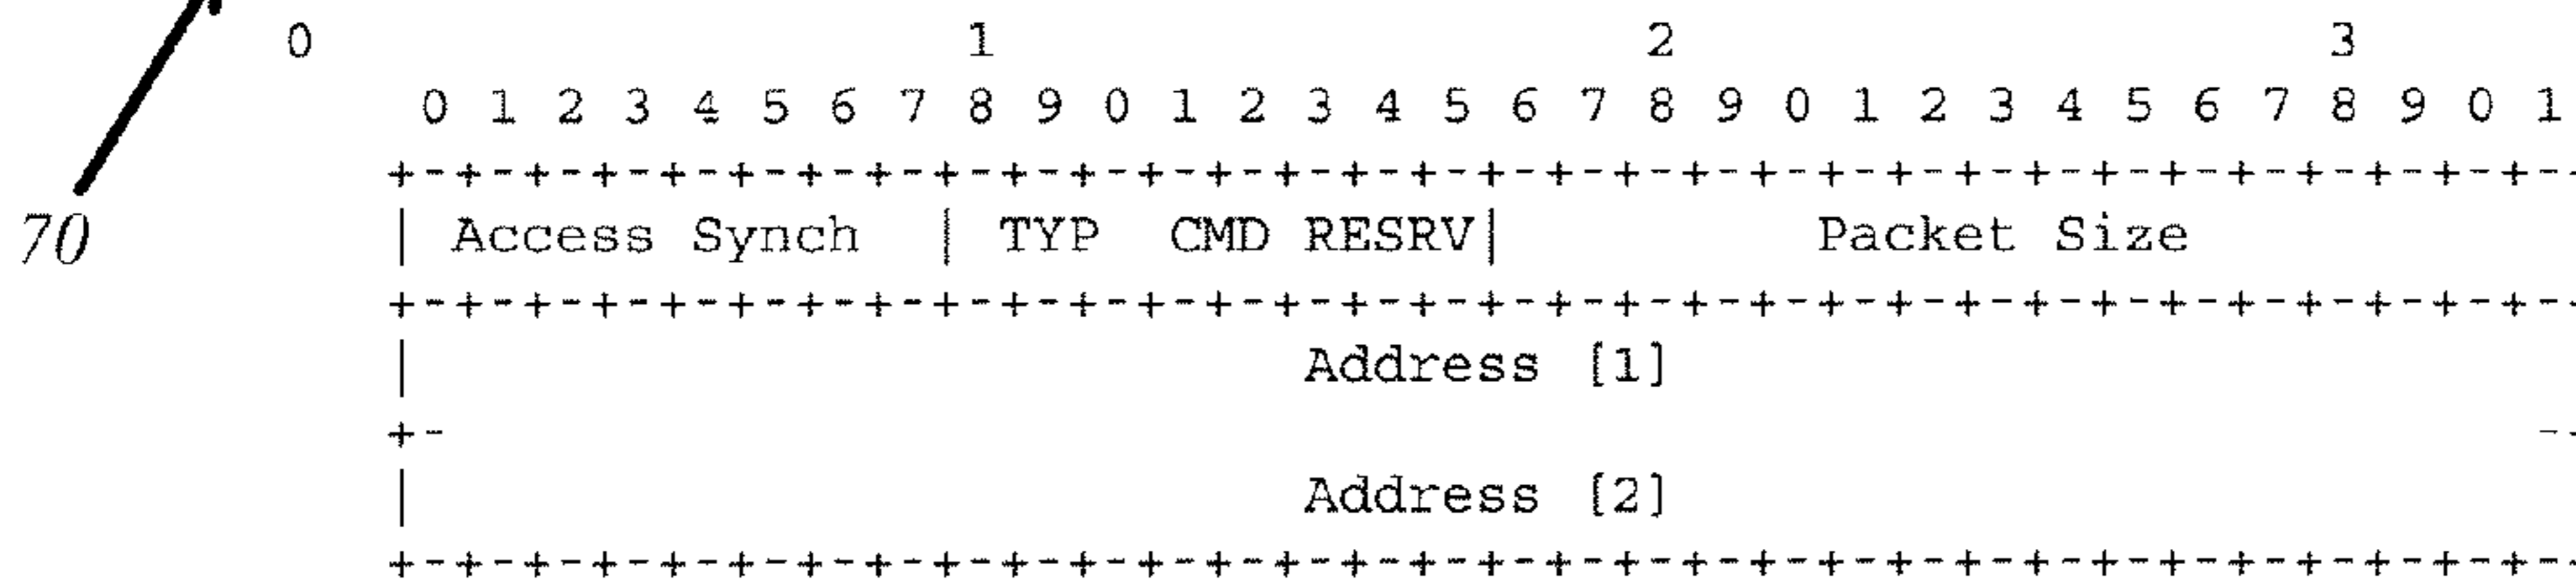 0 1 2 3
0 1 2 3 4 5 6 7 8 9 0 1 2 3 4 5 6 7 8 9 0 1 2 3 4 5 6 7 8 9 0 1
+-+-+-+-+-+-+-+-+-+-+-+-+-+-+-+-+-+-+-+-+-+-+-+-+-+-+-+-+-+-+-+-
70 | Access Synch | TYP CMD RESRV| Packet Size
+-+-+-+-+-+-+-+-+-+-+-+-+-+-+-+-+-+-+-+-+-+-+-+-+-+-+-+-+-+-+-+-
| Address [1]
+- -
| Address [2]
+-+-+-+-+-+-+-+-+-+-+-+-+-+-+-+-+-+-+-+-+-+-+-+-+-+-+-+-+-+-+-+-